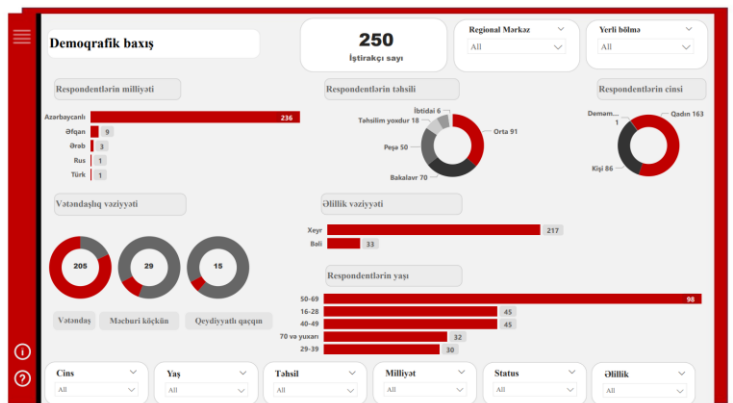 Demoqrafik baxış
250
İştirakçı sayı
Regional Mərkəz
All
Yerli bölmə
All
Respondentlərin milliyəti
Azərbaycanlı 236
Əfqan 9
Ərəb 3
Rus 1
Türk 1
Respondentlərin təhsili
İbtidai 6
Təhsilim yoxdur 18
Orta 91
Peşə 50
Bakalavr 70
Respondentlərin cinsi
Deməm... 1
Qadın 163
Kişi 86
Vətəndaşlıq vəziyyəti
205
29
15
Vətəndaş
Məcburi köçkün
Qeydiyyatlı qaçqın
Əlillik vəziyyəti
Xeyr 217
Bəli 33
Respondentlərin yaşı
50-69 98
16-28 45
40-49 45
70 və yuxarı 32
29-39 30
Cins
All
Yaş
All
Təhsil
All
Milliyət
All
Status
All
Əlillik
All